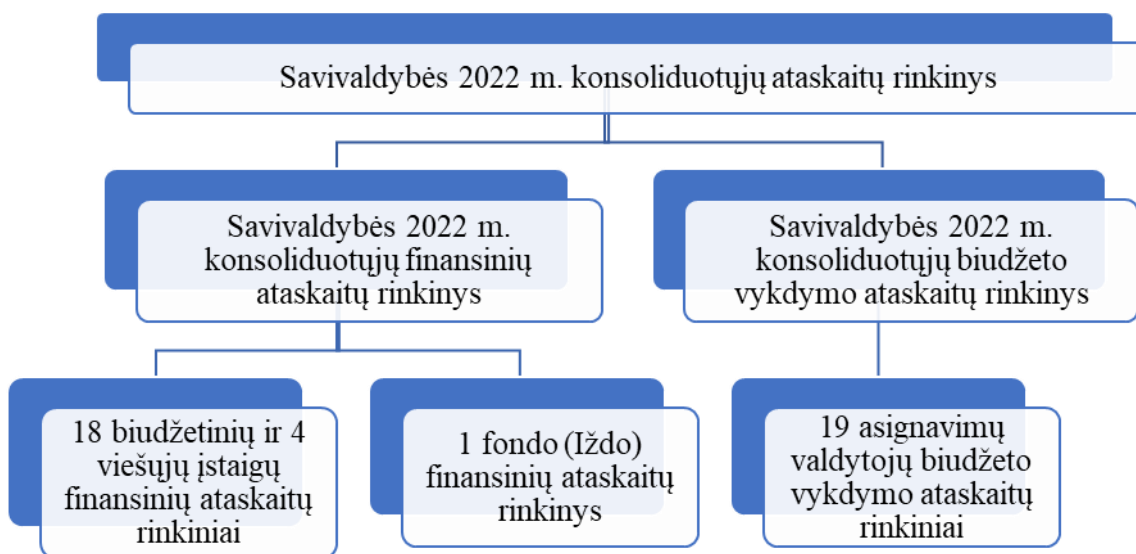 Savivaldybės 2022 m. konsoliduotųjų ataskaitų rinkinys
Savivaldybės 2022 m.
konsoliduotųjų finansinių
ataskaitų rinkinys
Savivaldybės 2022 m.
konsoliduotųjų biudžeto
vykdymo ataskaitų rinkinys
18 biudžetinių ir 4
viešųjų įstaigų
finansinių ataskaitų
rinkiniai
1 fondo (Iždo)
finansinių ataskaitų
rinkinys
19 asignavimų
valdytojų biudžeto
vykdymo ataskaitų
rinkiniai